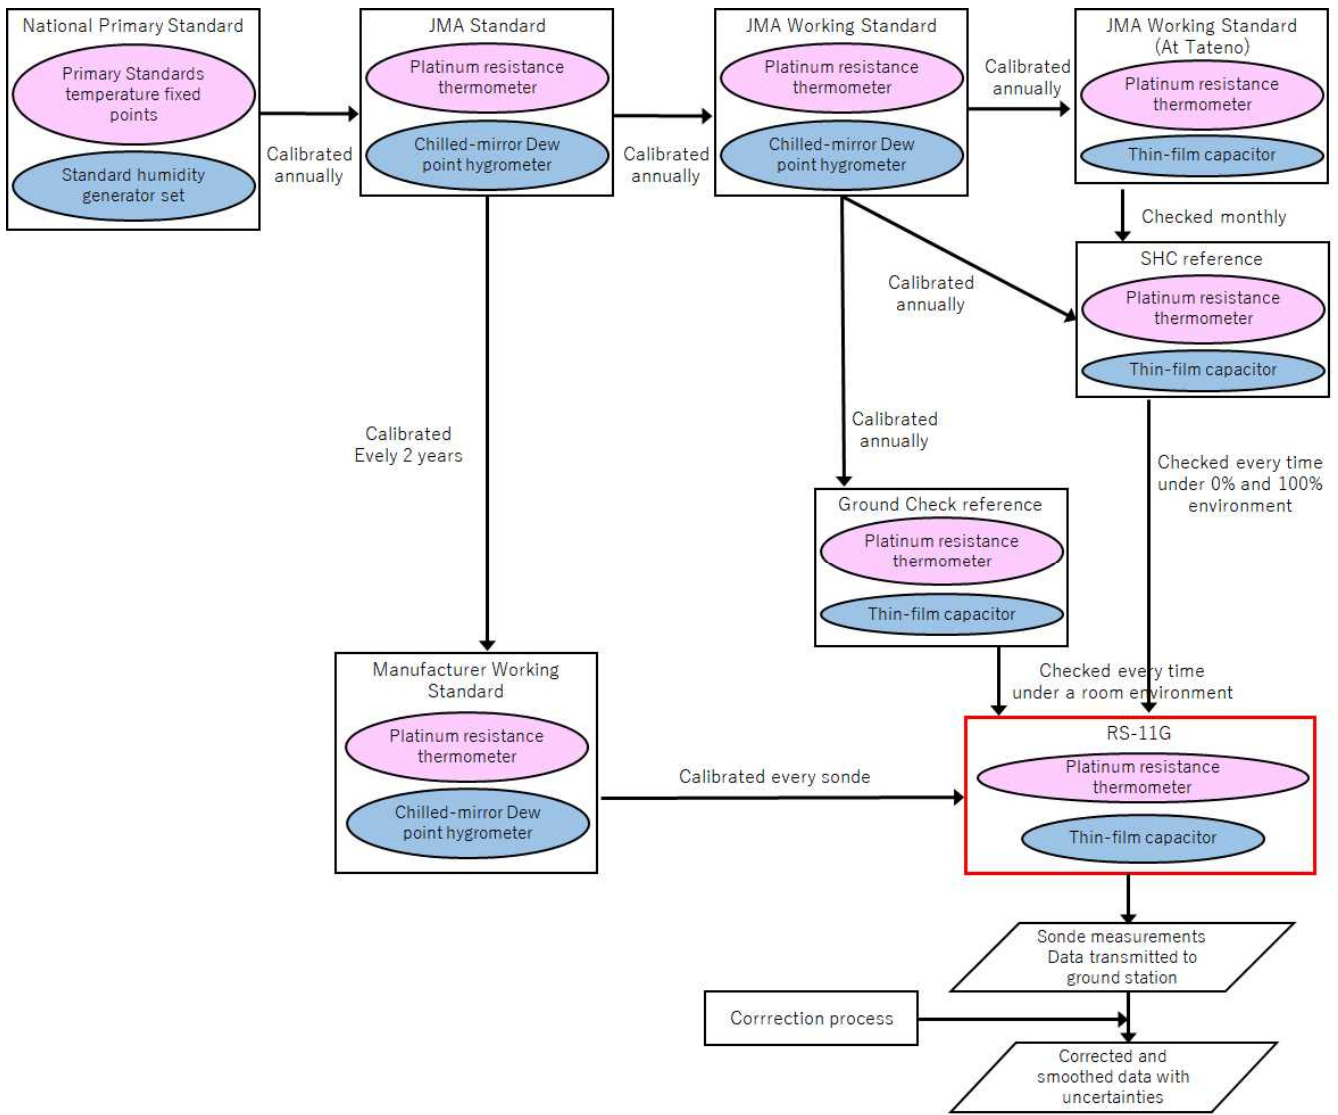 National Primary Standard
Primary Standards
temperature fixed
points
Standard humidity
generator set
Calibrated
annually
JMA Standard
Platinum resistance
thermometer
Chilled-mirror Dew
point hygrometer
Calibrated
annually
JMA Working Standard
Platinum resistance
thermometer
Chilled-mirror Dew
point hygrometer
Calibrated
annually
JMA Working Standard
(At Tateno)
Platinum resistance
thermometer
Thin-film capacitor
Checked monthly
SHC reference
Platinum resistance
thermometer
Thin-film capacitor
Calibrated
annually
Calibrated
annually
Calibrated
Evely 2 years
Checked every time
under 0% and 100%
environment
Ground Check reference
Platinum resistance
thermometer
Thin-film capacitor
Checked every time
under a room environment
Manufacturer Working
Standard
Platinum resistance
thermometer
Chilled-mirror Dew
point hygrometer
Calibrated every sonde
RS-11G
Platinum resistance
thermometer
Thin-film capacitor
Sonde measurements
Data transmitted to
ground station
Corrrection process
Corrected and
smoothed data with
uncertainties